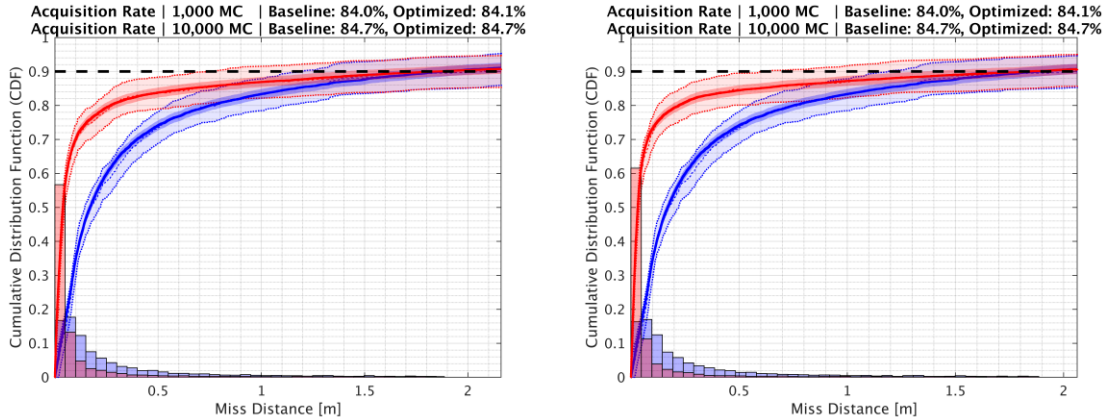 Acquisition Rate | 1,000 MC | Baseline: 84.0%, Optimized: 84.1%
Acquisition Rate | 10,000 MC | Baseline: 84.7%, Optimized: 84.7%
Cumulative Distribution Function (CDF)
1
0.9
0.8
0.7
0.6
0.5
0.4
0.3
0.2
0.1
0
0.5 1 1.5 2
Miss Distance [m]
Acquisition Rate | 1,000 MC | Baseline: 84.0%, Optimized: 84.1%
Acquisition Rate | 10,000 MC | Baseline: 84.7%, Optimized: 84.7%
Cumulative Distribution Function (CDF)
1
0.9
0.8
0.7
0.6
0.5
0.4
0.3
0.2
0.1
0
0.5 1 1.5 2
Miss Distance [m]